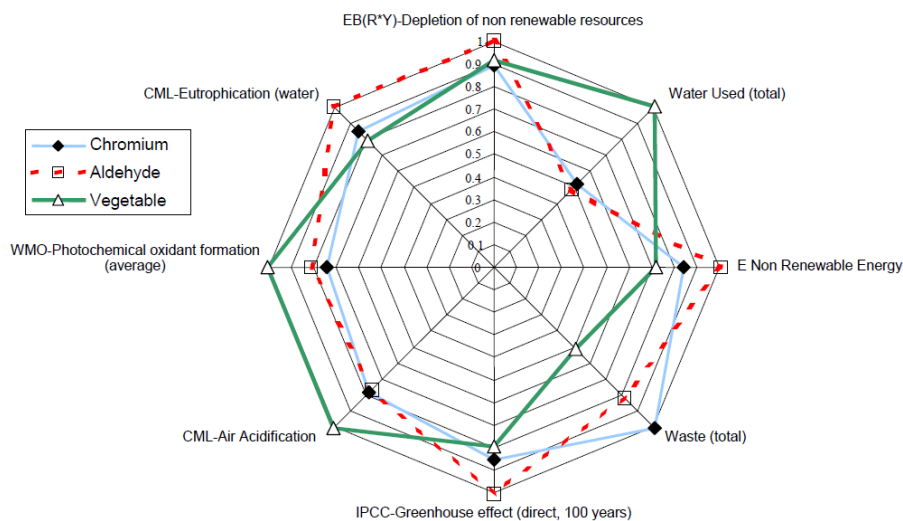 EB(R*Y)-Depletion of non renewable resources
1
0.9
0.8
0.7
0.6
0.5
0.4
0.3
0.2
0.1
0
Water Used (total)
E Non Renewable Energy
Waste (total)
IPCC-Greenhouse effect (direct, 100 years)
CML-Air Acidification
WMO-Photochemical oxidant formation
(average)
CML-Eutrophication (water)
Chromium
Aldehyde
Vegetable